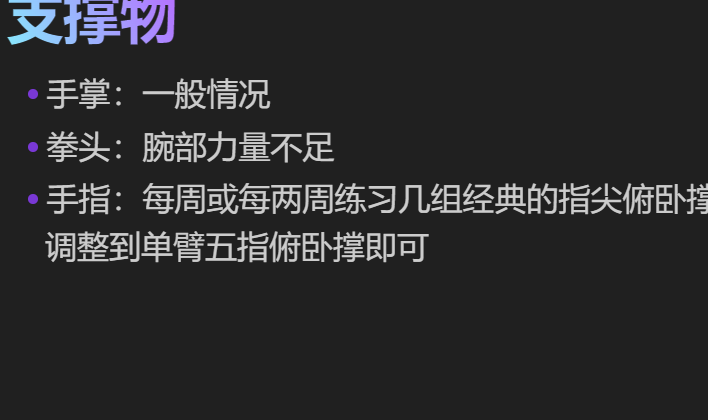 支撑物
手掌：一般情况
拳头：腕部力量不足
手指：每周或每两周练习几组经典的指尖俯卧撑
调整到单臂五指俯卧撑即可